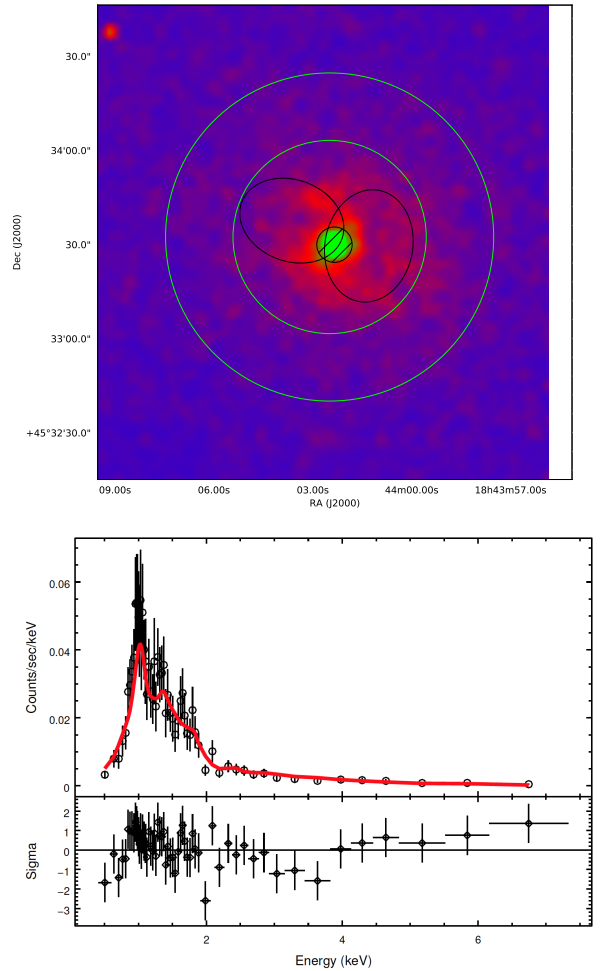 30.0"
34'00.0"
30.0"
33'00.0"
+45°32'30.0"
Dec (J2000)
09.00s 06.00s 03.00s 44m00.00s 18h43m57.00s
RA (J2000)
0.06
0.04
0.02
0
Counts/sec/keV
2
1
0
−1
−2
−3
Sigma
2 4 6
Energy (keV)